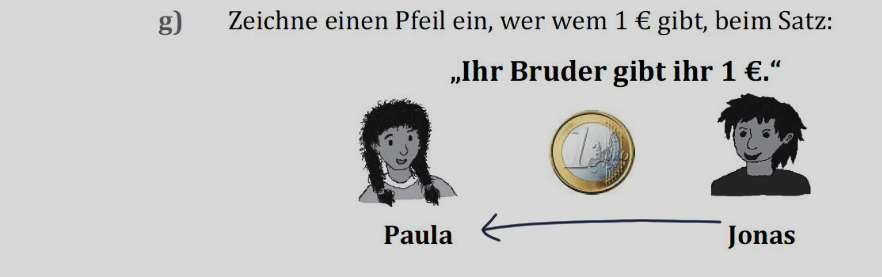 g) Zeichne einen Pfeil ein, wer wem 1 € gibt, beim Satz:
„Ihr Bruder gibt ihr 1 €.“
Paula Jonas